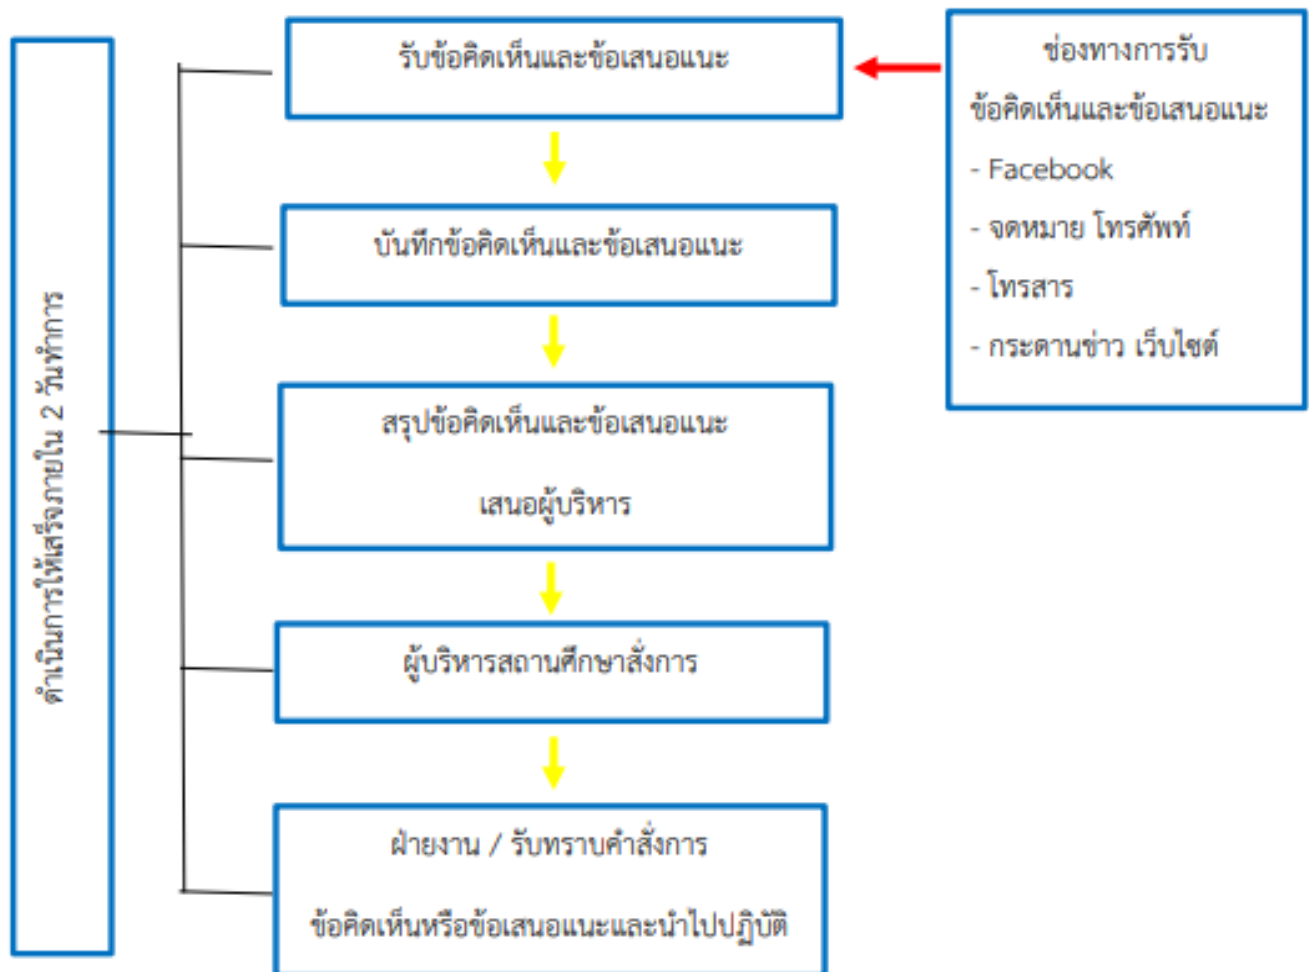 ดำเนินการให้เสร็จภายใน 2 วันทำการ
รับข้อคิดเห็นและข้อเสนอแนะ
บันทึกข้อคิดเห็นและข้อเสนอแนะ
สรุปข้อคิดเห็นและข้อเสนอแนะ
เสนอผู้บริหาร
ผู้บริหารสถานศึกษาสั่งการ
ฝ่ายงาน / รับทราบคำสั่งการ
ข้อคิดเห็นหรือข้อเสนอแนะและนำไปปฏิบัติ
ช่องทางการรับ
ข้อคิดเห็นและข้อเสนอแนะ
- Facebook
- จดหมาย โทรศัพท์
- โทรสาร
- กระดานข่าว เว็บไซต์